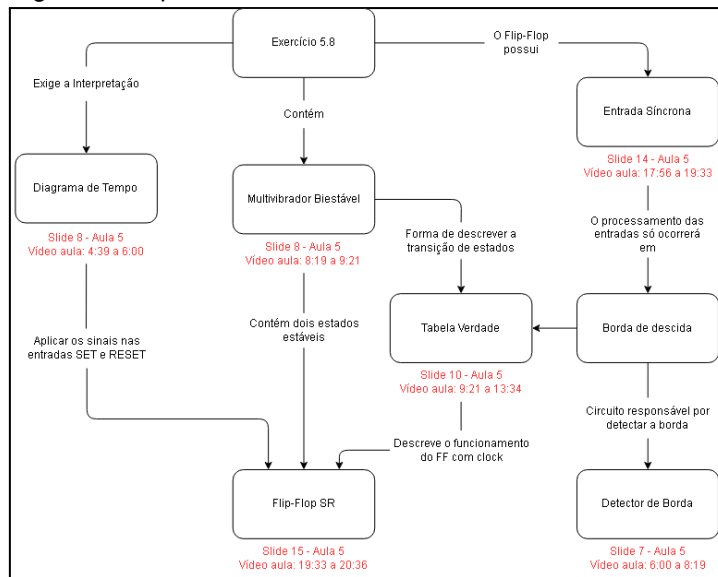 Exercício 5.8
O Flip-Flop
possui
Exige a Interpretação
Contém
Entrada Síncrona
Slide 14 - Aula 5
Vídeo aula: 17:56 a 19:33
Diagrama de Tempo
Slide 8 - Aula 5
Vídeo aula: 4:39 a 6:00
Multivibrador Biestável
Slide 8 - Aula 5
Vídeo aula: 8:19 a 9:21
Forma de descrever a
transição de estados
O processamento das
entradas só ocorrerá
em
Aplicar os sinais nas
entradas SET e RESET
Contém dois estados
estáveis
Tabela Verdade
Slide 10 - Aula 5
Vídeo aula: 9:21 a 13:34
Borda de descida
Circuito responsável por
detectar a borda
Descreve o funcionamento
do FF com clock
Flip-Flop SR
Slide 15 - Aula 5
Vídeo aula: 19:33 a 20:36
Detector de Borda
Slide 7 - Aula 5
Vídeo aula: 6:00 a 8:19